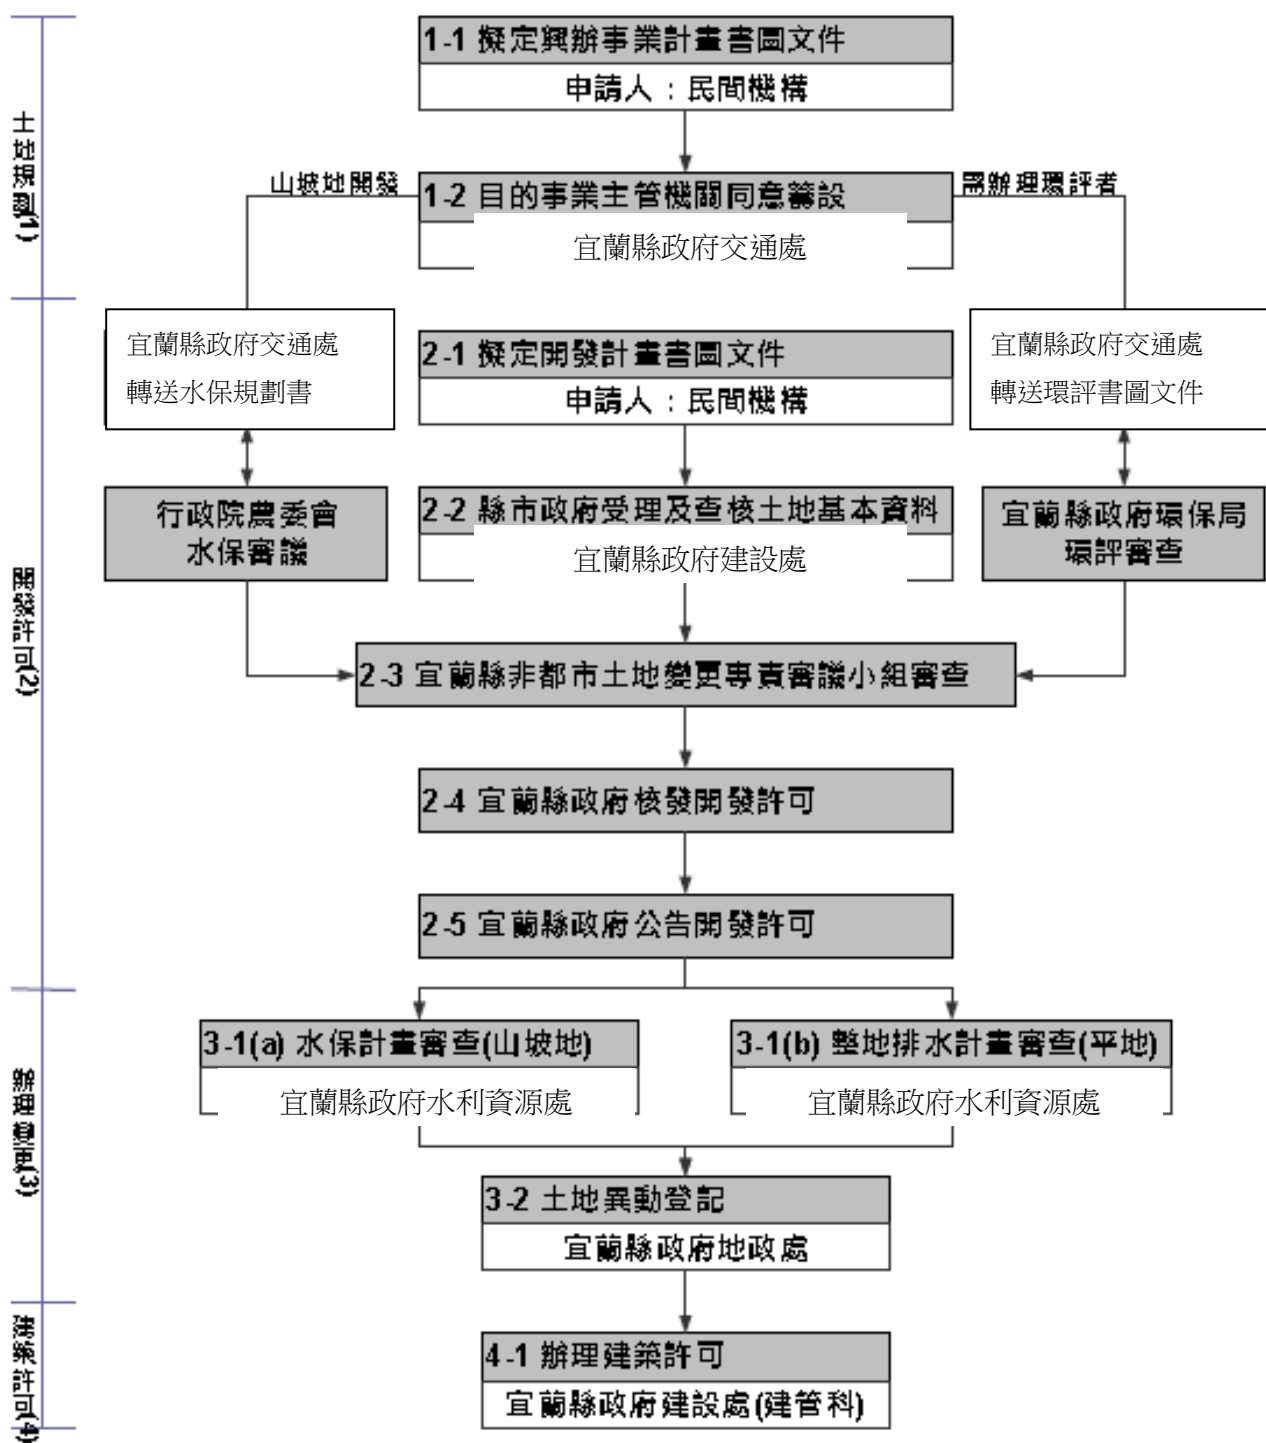 土地規劃(1)
1-1 擬定興辦事業計畫書圖文件
申請人：民間機構
山坡地開發
1-2 目的事業主管機關同意籌設
需辦理環評者
宜蘭縣政府交通處
開發許可(2)
宜蘭縣政府交通處
轉送水保規劃書
2-1 擬定開發計畫書圖文件
申請人：民間機構
宜蘭縣政府交通處
轉送環評書圖文件
行政院農委會
水保審議
2-2 縣市政府受理及查核土地基本資料
宜蘭縣政府建設處
宜蘭縣政府環保局
環評審查
2-3 宜蘭縣非都市土地變更專責審議小組審查
2-4 宜蘭縣政府核發開發許可
2-5 宜蘭縣政府公告開發許可
辦理變更(3)
3-1(a) 水保計畫審查(山坡地)
宜蘭縣政府水利資源處
3-1(b) 整地排水計畫審查(平地)
宜蘭縣政府水利資源處
3-2 土地異動登記
宜蘭縣政府地政處
建築許可(4)
4-1 辦理建築許可
宜蘭縣政府建設處(建管科)